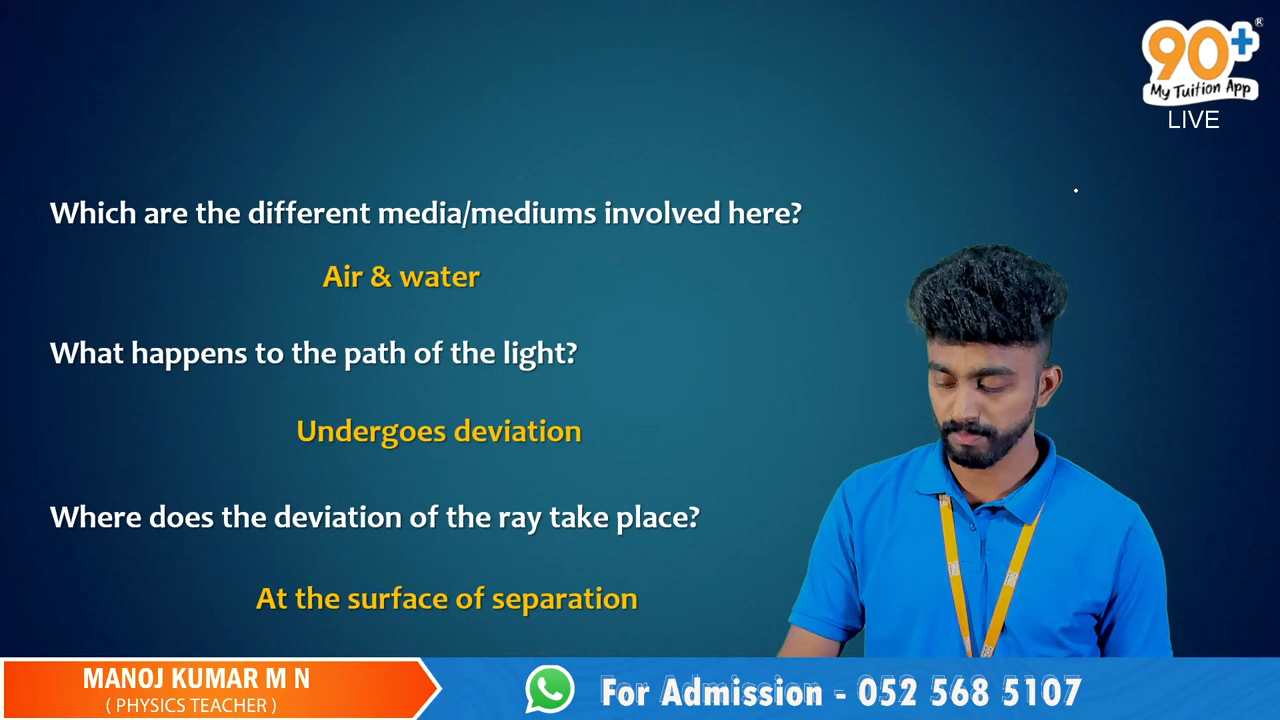 90+
®
My Tuition App
LIVE
Which are the different media/mediums involved here?
Air & water
What happens to the path of the light?
Undergoes deviation
Where does the deviation of the ray take place?
At the surface of separation
MANOJ KUMAR M N
( PHYSICS TEACHER )
For Admission - 052 568 5107